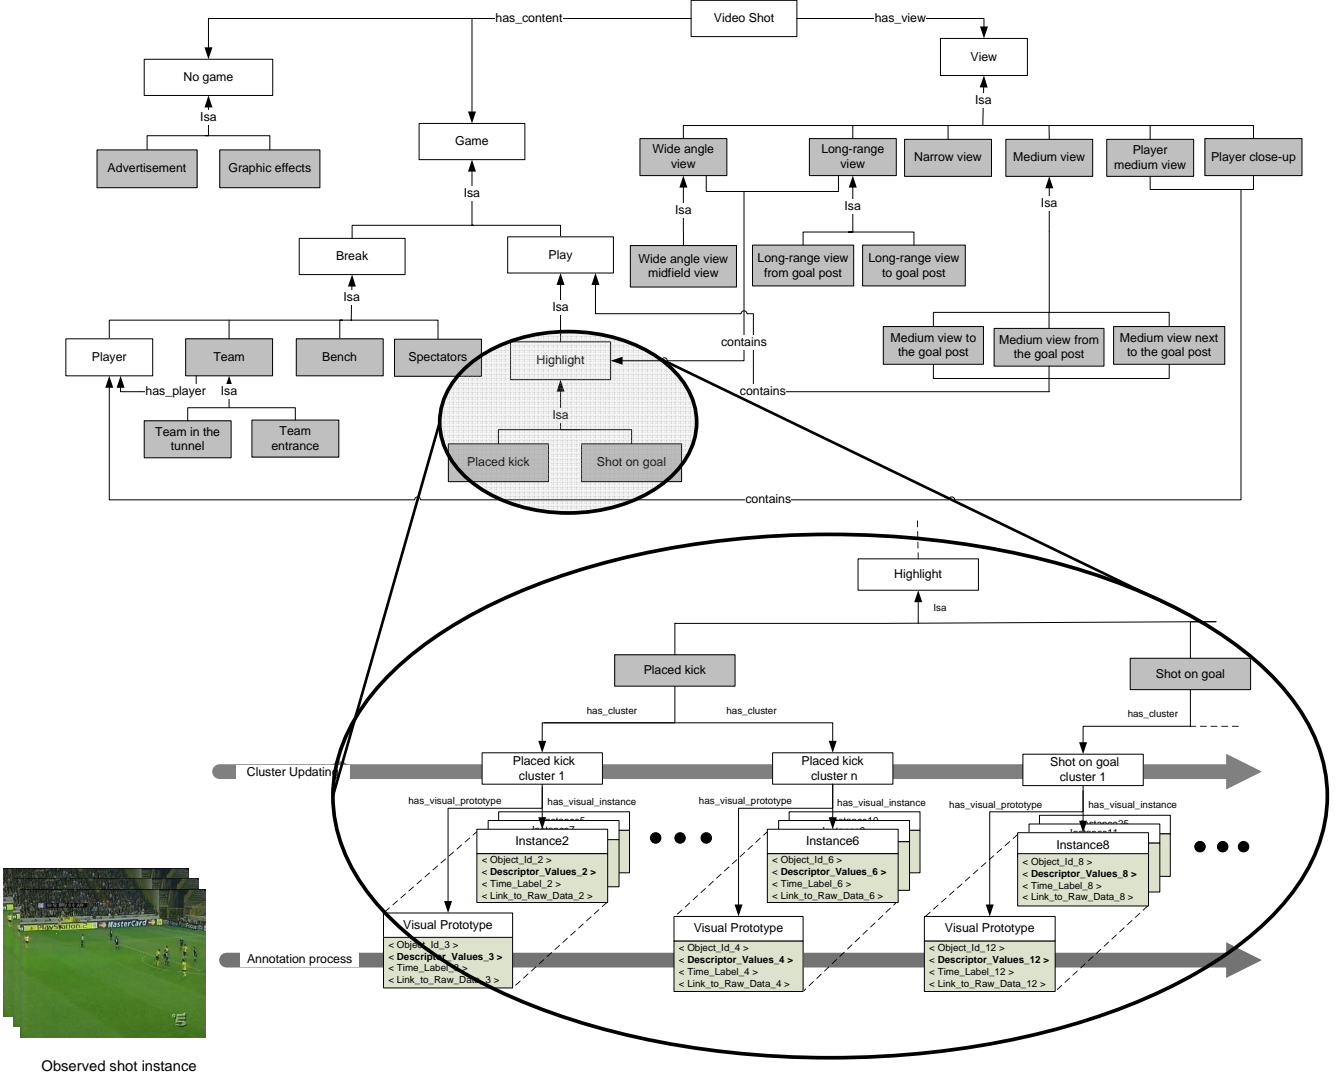 Video Shot
has_content
has_view
No game
View
Isa
Isa
Game
Advertisement
Graphic effects
Wide angle
view
Long-range
view
Narrow view
Medium view
Player
medium view
Player close-up
Isa
Isa
Isa
Isa
Break
Play
Wide angle view
midfield view
Long-range view
from goal post
Long-range view
to goal post
Isa
Isa
Player
Team
Bench
Spectators
Highlight
contains
Medium view to
the goal post
Medium view from
the goal post
Medium view next
to the goal post
has_player
Isa
contains
Isa
Team in the
tunnel
Team
entrance
Placed kick
Shot on goal
contains
Highlight
Isa
Placed kick
Shot on goal
has_cluster
has_cluster
has_cluster
Cluster Updating
Placed kick
cluster 1
Placed kick
cluster n
Shot on goal
cluster 1
has_visual_prototype
has_visual_instance
has_visual_prototype
has_visual_instance
has_visual_prototype
has_visual_instance
Instance2
< Object_Id_2 >
< Descriptor_Values_2 >
< Time_Label_2 >
< Link_to_Raw_Data_2 >
Instance6
< Object_Id_6 >
< Descriptor_Values_6 >
< Time_Label_6 >
< Link_to_Raw_Data_6 >
Instance8
< Object_Id_8 >
< Descriptor_Values_8 >
< Time_Label_8 >
< Link_to_Raw_Data_8 >
Visual Prototype
< Object_Id_3 >
< Descriptor_Values_3 >
< Time_Label_3 >
< Link_to_Raw_Data_3 >
Visual Prototype
< Object_Id_4 >
< Descriptor_Values_4 >
< Time_Label_4 >
< Link_to_Raw_Data_4 >
Visual Prototype
< Object_Id_12 >
< Descriptor_Values_12 >
< Time_Label_12 >
< Link_to_Raw_Data_12 >
Annotation process
MasterCard
5
Observed shot instance